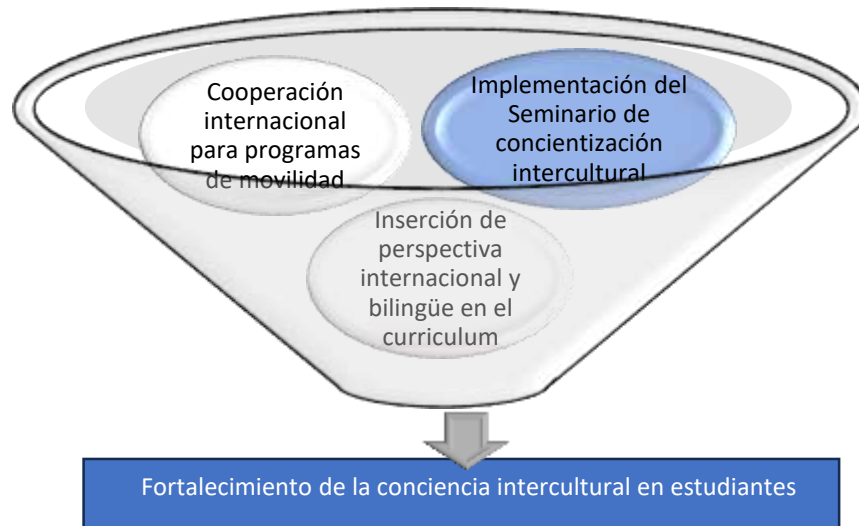 Cooperación
internacional
para programas
de movilidad
Implementación del
Seminario de
concientización
intercultural
Inserción de
perspectiva
internacional y
bilingüe en el
curriculum
Fortalecimiento de la conciencia intercultural en estudiantes